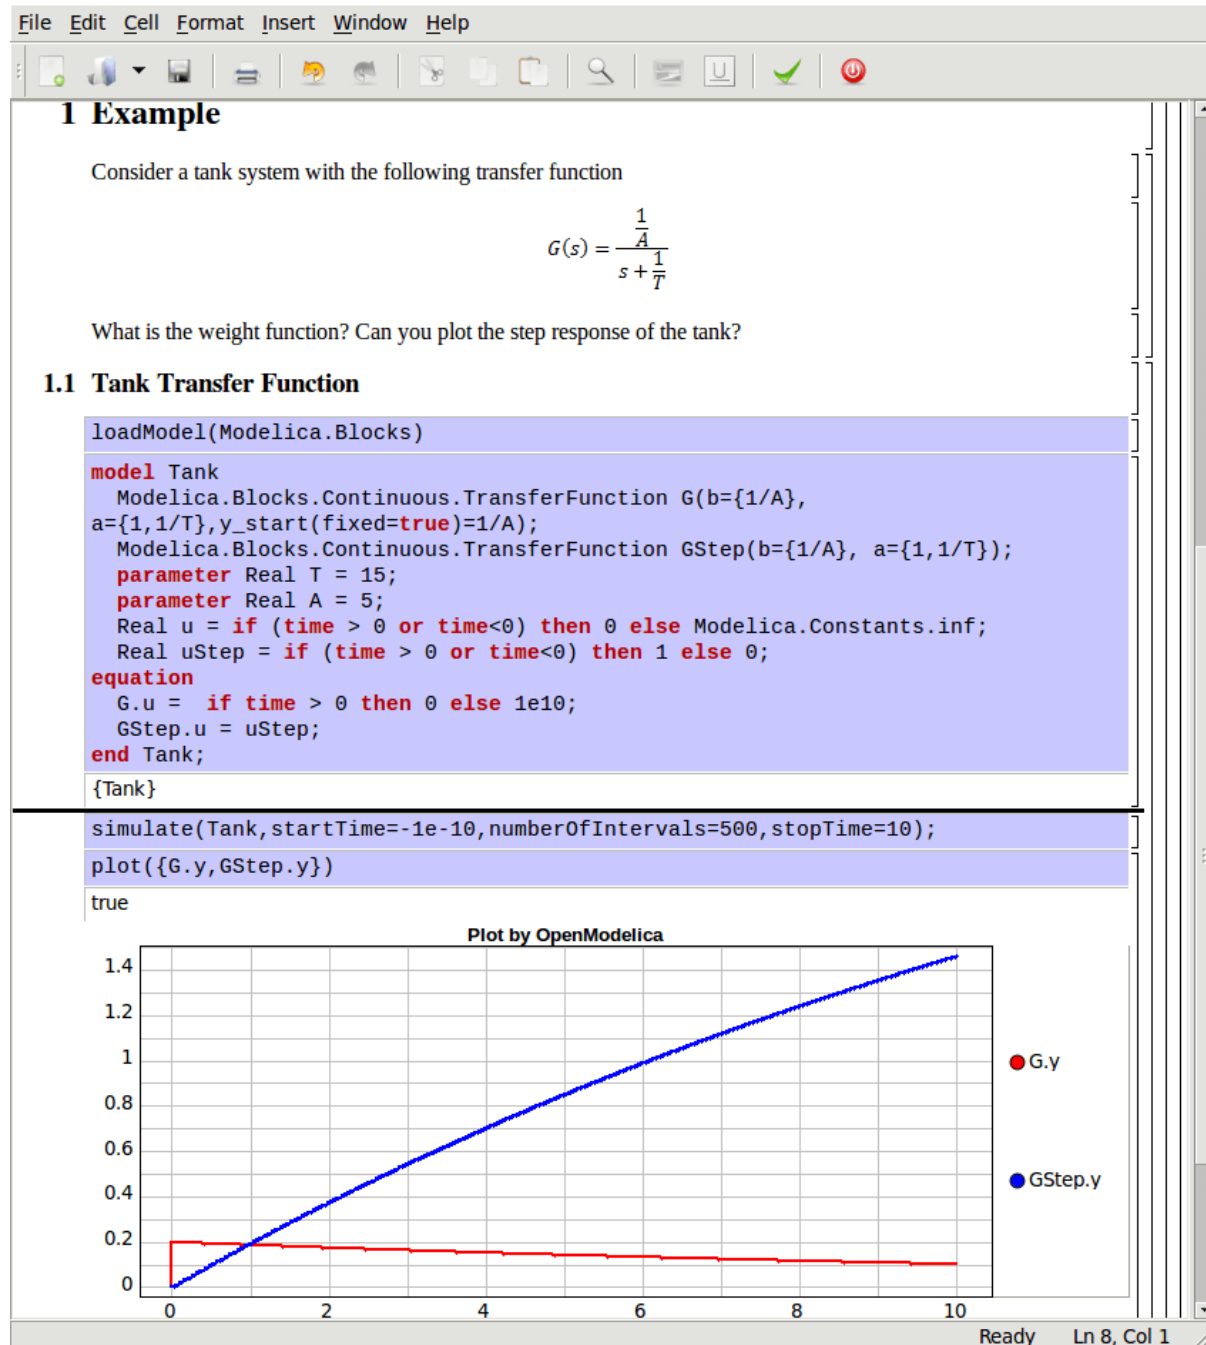 File Edit Cell Format Insert Window Help
1 Example
Consider a tank system with the following transfer function
G(s) = \frac{\frac{1}{A}}{s + \frac{1}{T}}
What is the weight function? Can you plot the step response of the tank?
1.1 Tank Transfer Function
loadModel(Modelica.Blocks)
model Tank
  Modelica.Blocks.Continuous.TransferFunction G(b={1/A},
a={1,1/T},y_start(fixed=true)=1/A);
  Modelica.Blocks.Continuous.TransferFunction GStep(b={1/A}, a={1,1/T});
  parameter Real T = 15;
  parameter Real A = 5;
  Real u = if (time > 0 or time<0) then 0 else Modelica.Constants.inf;
  Real uStep = if (time > 0 or time<0) then 1 else 0;
equation
  G.u =  if time > 0 then 0 else 1e10;
  GStep.u = uStep;
end Tank;
{Tank}
simulate(Tank,startTime=-1e-10,numberOfIntervals=500,stopTime=10);
plot({G.y,GStep.y})
true
Plot by OpenModelica
1.4
1.2
1
0.8
0.6
0.4
0.2
0
0 2 4 6 8 10
G.y
GStep.y
Ready Ln 8, Col 1